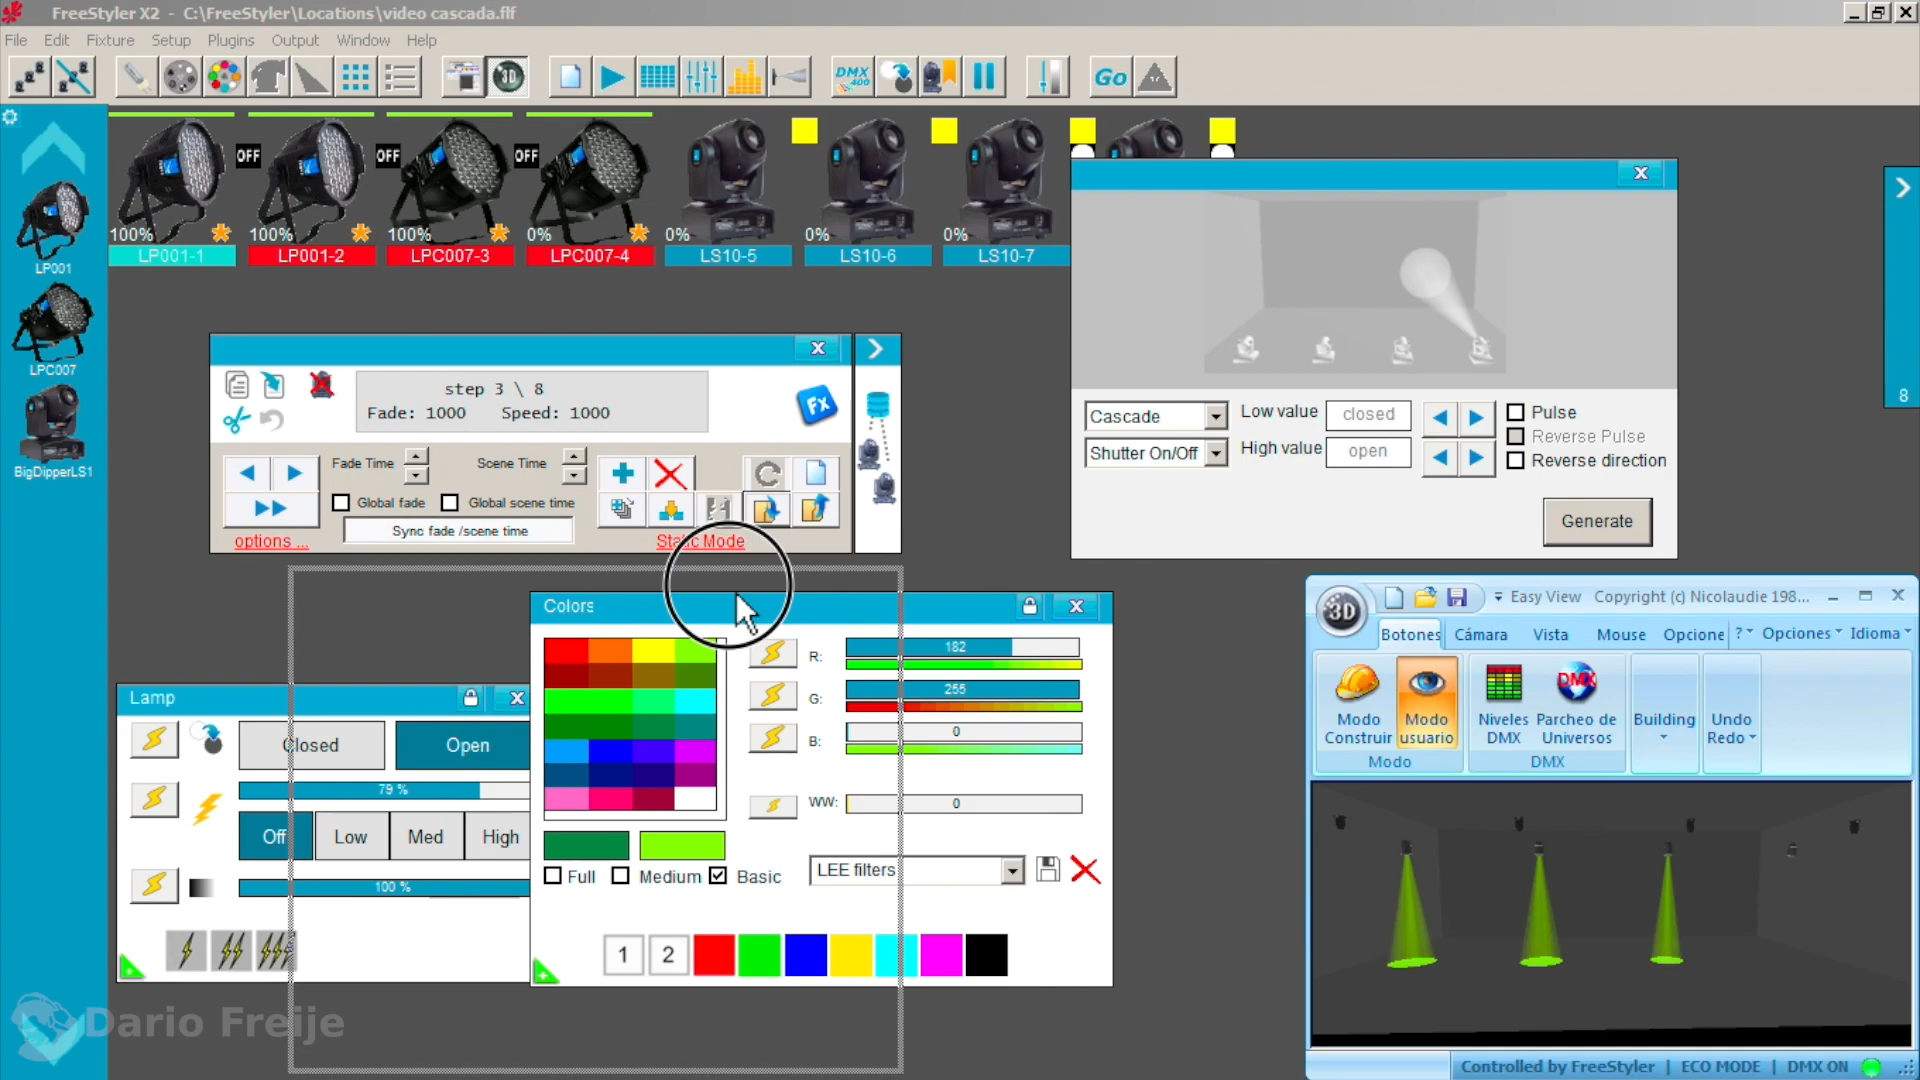 FreeStyler X2 - C:\FreeStyler\Locations\video cascada.flf
File Edit Fixture Setup Plugins Output Window Help
3D DMX 400 Go
LP001
LPC007
BigDipperLS1
OFF OFF OFF
100% 100% 100% 0% 0% 0% 0%
LP001-1 LP001-2 LPC007-3 LPC007-4 LS10-5 LS10-6 LS10-7
8
step 3 \ 8
Fade: 1000 Speed: 1000
Fx
Fade Time Scene Time
Global fade Global scene time
Sync fade /scene time
options ... Static Mode
Cascade Low value closed Pulse
Reverse Pulse
Shutter On/Off High value open Reverse direction
Generate
Lamp
Closed Open
79 %
Off Low Med High
100 %
Colors
R: 182
G: 255
B: 0
WW: 0
Full Medium Basic LEE filters
1 2
3D Easy View Copyright (c) Nicolaudie 198...
Botones Cámara Vista Mouse Opcione ? Opciones Idioma
DMX
Modo Construir Modo usuario Niveles DMX Parcheo de Universos Building Undo Redo
Modo DMX
Controlled by FreeStyler | ECO MODE | DMX ON
Dario Freije